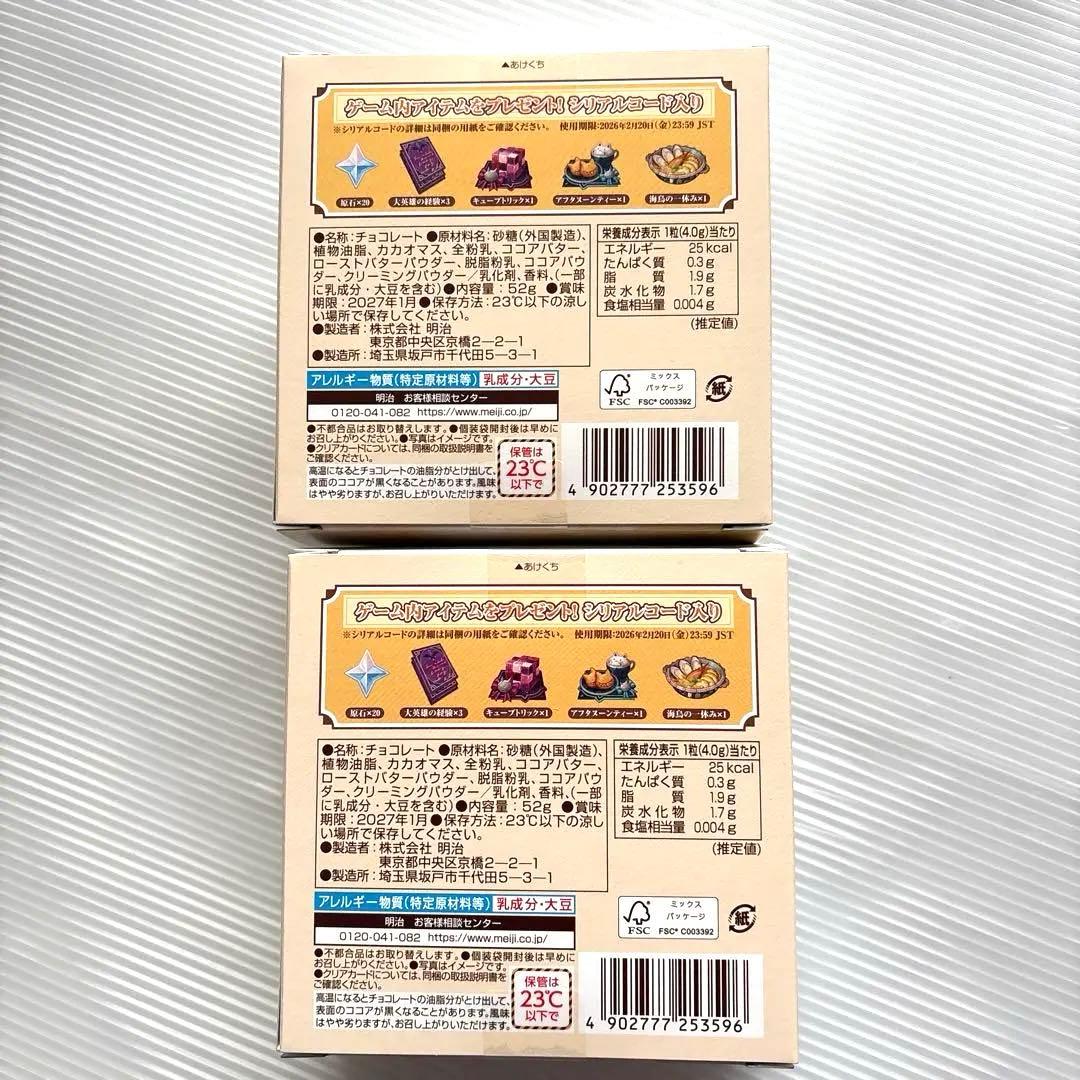 ▲あけくち
ゲーム内アイテムをプレゼント! シリアルコード入り
※シリアルコードの詳細は同梱の用紙をご確認ください。 使用期限:2026年2月20日(金)23:59 JST
原石×20 大英雄の経験×3 キューブトリック×1 アフタヌーンティー×1 海鳥の一休み×1
●名称:チョコレート ●原材料名:砂糖(外国製造)、
植物油脂、カカオマス、全粉乳、ココアバター、
ローストバターパウダー、脱脂粉乳、ココアパウ
ダー、クリーミングパウダー／乳化剤、香料、(一部
に乳成分・大豆を含む) ●内容量:52g ●賞味
期限:2027年1月 ●保存方法:23℃以下の涼し
い場所で保存してください。
●製造者:株式会社 明治
東京都中央区京橋2―2―1
●製造所:埼玉県坂戸市千代田5―3―1
栄養成分表示 1粒(4.0g)当たり
エネルギー 25kcal
たんぱく質 0.3g
脂質 1.9g
炭水化物 1.7g
食塩相当量 0.004g
(推定値)
アレルギー物質(特定原材料等) 乳成分・大豆
明治 お客様相談センター
0120-041-082 https://www.meiji.co.jp/
●不都合品はお取り替えします。●個装袋開封後は早めに
お召し上がりください。●写真はイメージです。
●クリアカードについては、同梱の取扱説明書を
ご確認ください。
高温になるとチョコレートの油脂分がとけ出して、
表面のココアが黒くなることがあります。風味
はやや劣りますが、お召し上がりいただけます。
保管は
23℃
以下で
FSC
ミックス
パッケージ
FSC® C003392
紙
4 902777 253596
▲あけくち
ゲーム内アイテムをプレゼント! シリアルコード入り
※シリアルコードの詳細は同梱の用紙をご確認ください。 使用期限:2026年2月20日(金)23:59 JST
原石×20 大英雄の経験×3 キューブトリック×1 アフタヌーンティー×1 海鳥の一休み×1
●名称:チョコレート ●原材料名:砂糖(外国製造)、
植物油脂、カカオマス、全粉乳、ココアバター、
ローストバターパウダー、脱脂粉乳、ココアパウ
ダー、クリーミングパウダー／乳化剤、香料、(一部
に乳成分・大豆を含む) ●内容量:52g ●賞味
期限:2027年1月 ●保存方法:23℃以下の涼し
い場所で保存してください。
●製造者:株式会社 明治
東京都中央区京橋2―2―1
●製造所:埼玉県坂戸市千代田5―3―1
栄養成分表示 1粒(4.0g)当たり
エネルギー 25kcal
たんぱく質 0.3g
脂質 1.9g
炭水化物 1.7g
食塩相当量 0.004g
(推定値)
アレルギー物質(特定原材料等) 乳成分・大豆
明治 お客様相談センター
0120-041-082 https://www.meiji.co.jp/
●不都合品はお取り替えします。●個装袋開封後は早めに
お召し上がりください。●写真はイメージです。
●クリアカードについては、同梱の取扱説明書を
ご確認ください。
高温になるとチョコレートの油脂分がとけ出して、
表面のココアが黒くなることがあります。風味
はやや劣りますが、お召し上がりいただけます。
保管は
23℃
以下で
FSC
ミックス
パッケージ
FSC® C003392
紙
4 902777 253596